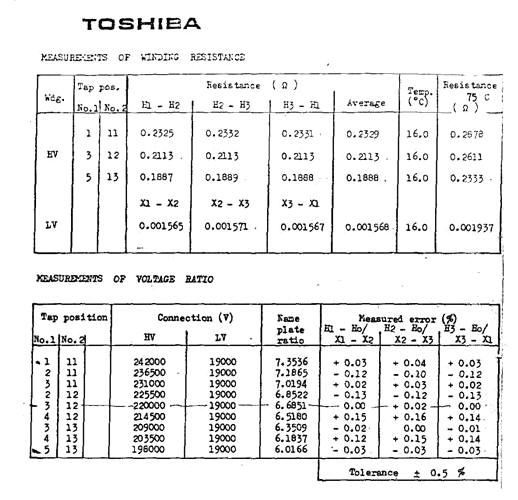 TOSHIBA
MEASUREMENTS OF WINDING RESISTANCE
Wdg. Tap pos. Resistance ( Ω ) Temp. (°C) Resistance 75 °C ( Ω )
No.1 No.2 H1 - H2 H2 - H3 H3 - H1 Average
1 11 0.2325 0.2332 0.2331 0.2329 16.0 0.2878
HV 3 12 0.2113 0.2113 0.2113 0.2113 16.0 0.2611
5 13 0.1887 0.1889 0.1888 0.1888 16.0 0.2333
X1 - X2 X2 - X3 X3 - X1
LV 0.001565 0.001571 0.001567 0.001568 16.0 0.001937
MEASUREMENTS OF VOLTAGE RATIO
Tap position Connection (V) Name plate ratio Measured error (%)
No.1 No.2 HV LV H1 - Ho/ X1 - X2 H2 - Ho/ X2 - X3 H3 - Ho/ X3 - X1
1 11 242000 19000 7.3536 + 0.03 + 0.04 + 0.03
2 11 236500 19000 7.1865 - 0.12 - 0.10 - 0.12
3 11 231000 19000 7.0194 + 0.02 + 0.03 + 0.02
2 12 225500 19000 6.8522 - 0.13 - 0.12 - 0.13
3 12 220000 19000 6.6851 0.00 + 0.02 0.00
4 12 214500 19000 6.5180 + 0.15 + 0.16 + 0.14
3 13 209000 19000 6.3509 - 0.02 0.00 - 0.01
4 13 203500 19000 6.1837 + 0.12 + 0.15 + 0.14
5 13 198000 19000 6.0166 - 0.03 - 0.03 - 0.03
Tolerance ± 0.5 %